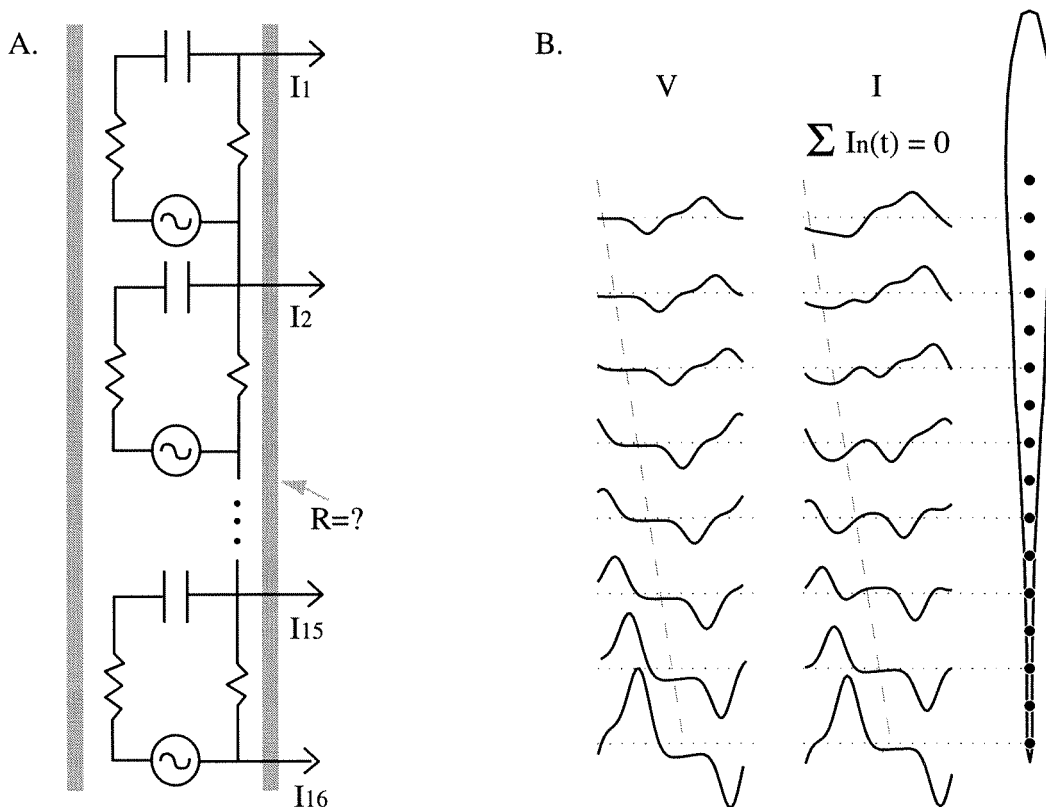 A.
I1
I2
R=?
I15
I16
B.
V
I
∑ In(t) = 0